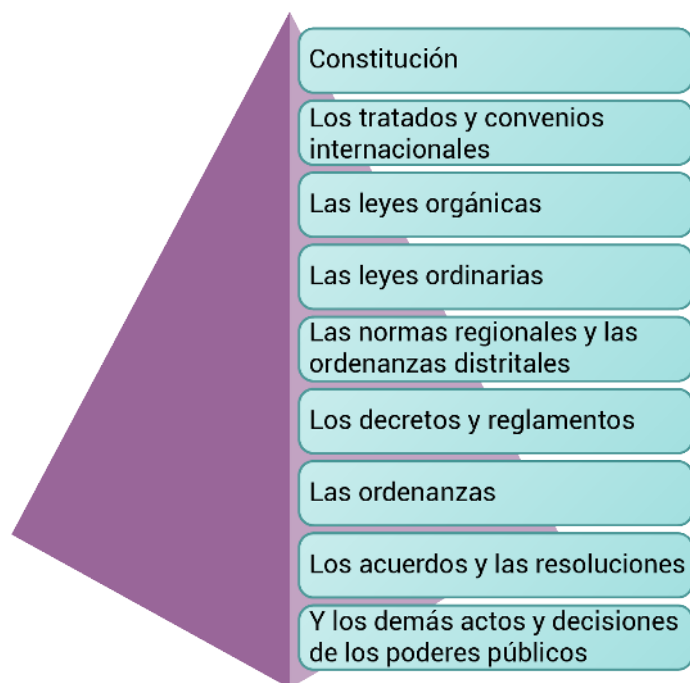 Constitución
Los tratados y convenios
internacionales
Las leyes orgánicas
Las leyes ordinarias
Las normas regionales y las
ordenanzas distritales
Los decretos y reglamentos
Las ordenanzas
Los acuerdos y las resoluciones
Y los demás actos y decisiones
de los poderes públicos